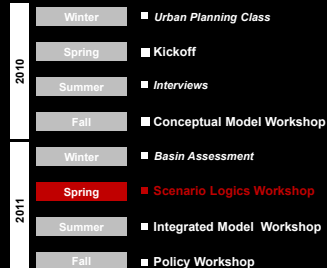 2010
Winter
Urban Planning Class
Spring
Kickoff
Summer
Interviews
Fall
Conceptual Model Workshop
2011
Winter
Basin Assessment
Spring
Scenario Logics Workshop
Summer
Integrated Model Workshop
Fall
Policy Workshop